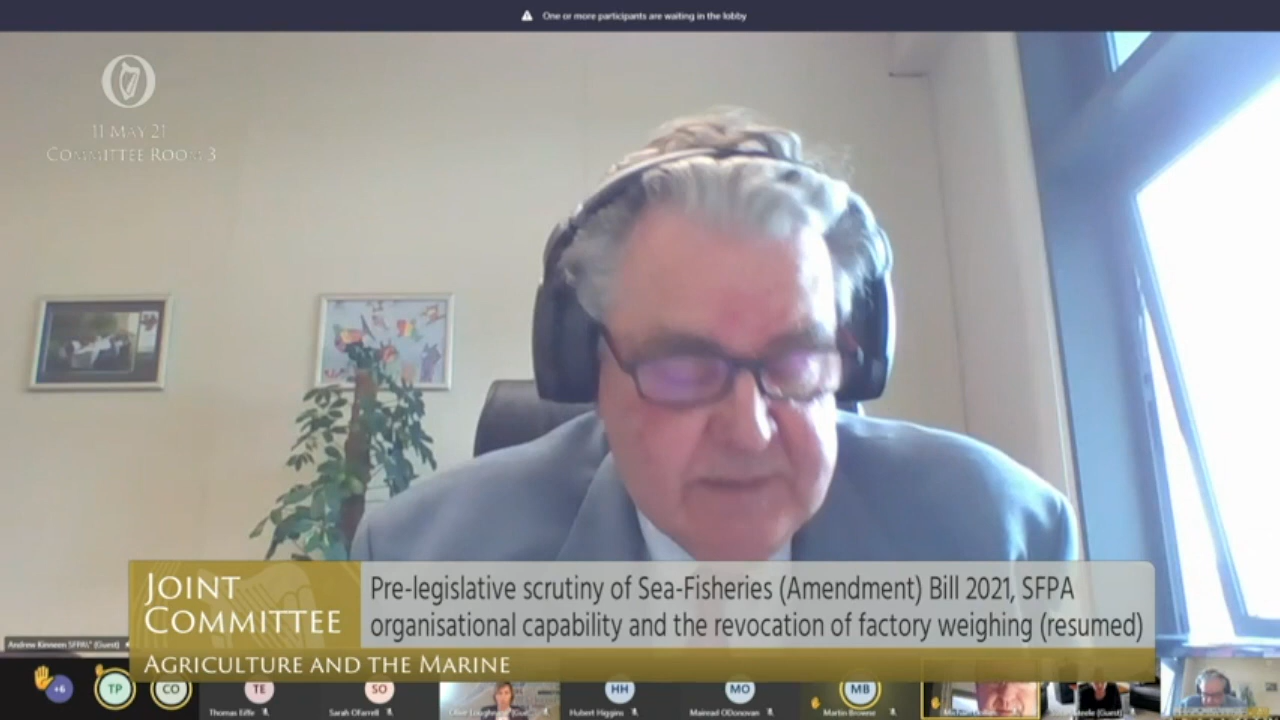 One or more participants are waiting in the lobby
11 MAY 21
COMMITTEE ROOM 3
JOINT
COMMITTEE
Pre-legislative scrutiny of Sea-Fisheries (Amendment) Bill 2021, SFPA
organisational capability and the revocation of factory weighing (resumed)
AGRICULTURE AND THE MARINE
Andrew Kinneen SFPA (Guest)
+6
TP
CO
TE
SO
HH
MO
MB
Thomas Eiffe
Sarah OFarrell
Hubert Higgins
Mairead ODonovan
Martin Browne